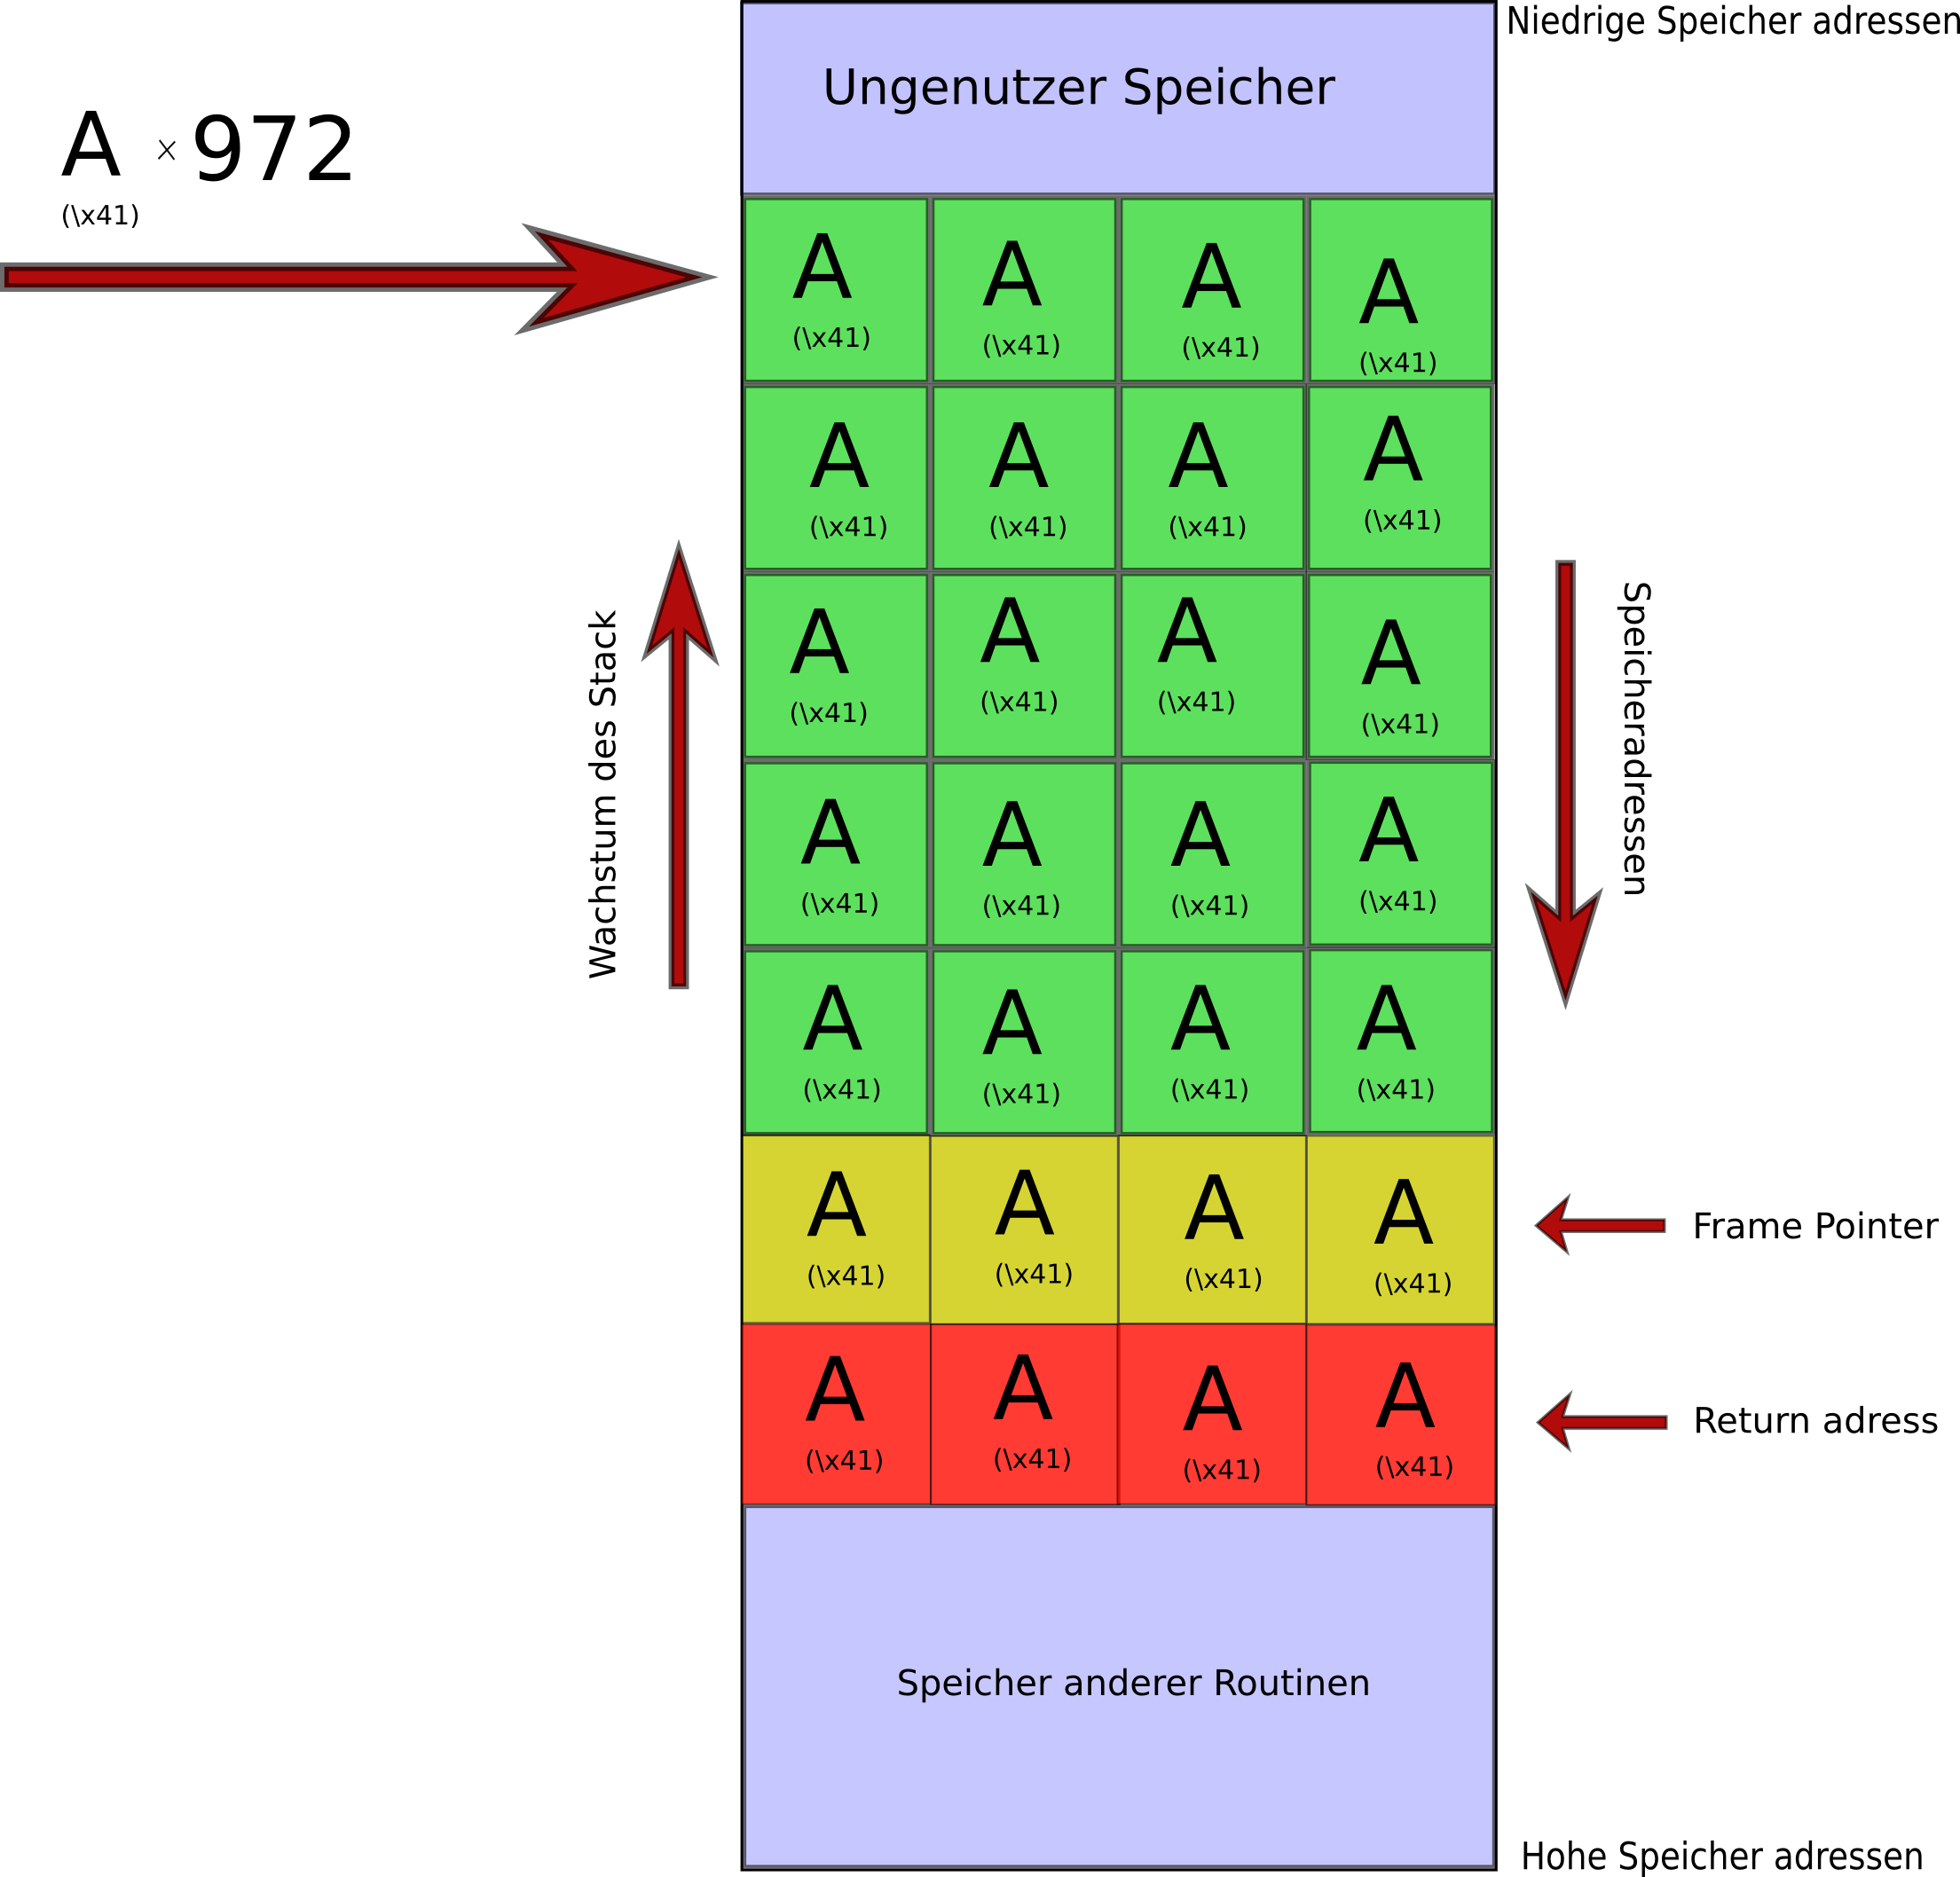 Niedrige Speicher adressen
Ungenutzer Speicher
A × 972
(\x41)
A A A A
(\x41) (\x41) (\x41) (\x41)
A A A A
(\x41) (\x41) (\x41) (\x41)
Wachstum des Stack
Speicheradressen
A A A A
(\x41) (\x41) (\x41) (\x41)
A A A A
(\x41) (\x41) (\x41) (\x41)
A A A A
(\x41) (\x41) (\x41) (\x41)
A A A A
(\x41) (\x41) (\x41) (\x41)
Frame Pointer
A A A A
(\x41) (\x41) (\x41) (\x41)
Return adress
Speicher anderer Routinen
Hohe Speicher adressen